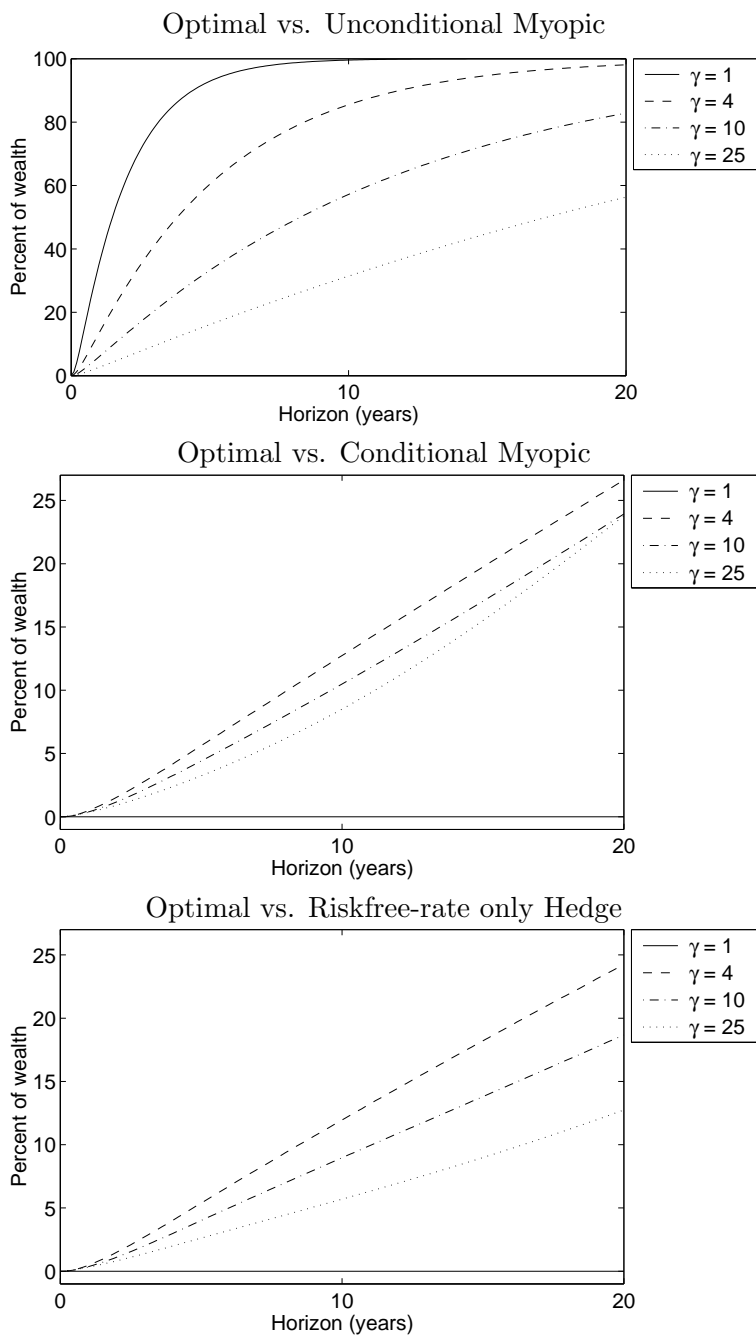 Optimal vs. Unconditional Myopic
100
80
60
40
20
0
Percent of wealth
0
10
20
Horizon (years)
γ = 1
γ = 4
γ = 10
γ = 25
Optimal vs. Conditional Myopic
25
20
15
10
5
0
Percent of wealth
0
10
20
Horizon (years)
γ = 1
γ = 4
γ = 10
γ = 25
Optimal vs. Riskfree-rate only Hedge
25
20
15
10
5
0
Percent of wealth
0
10
20
Horizon (years)
γ = 1
γ = 4
γ = 10
γ = 25